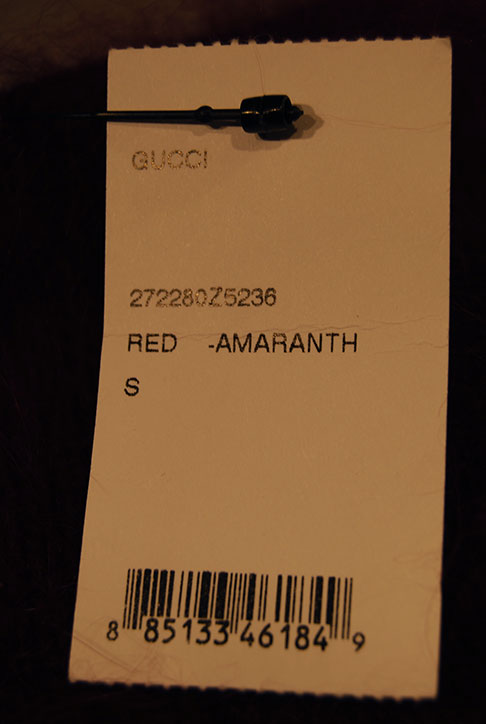 GUCCI
272280Z5236
RED -AMARANTH
S
8 85133 46184 9